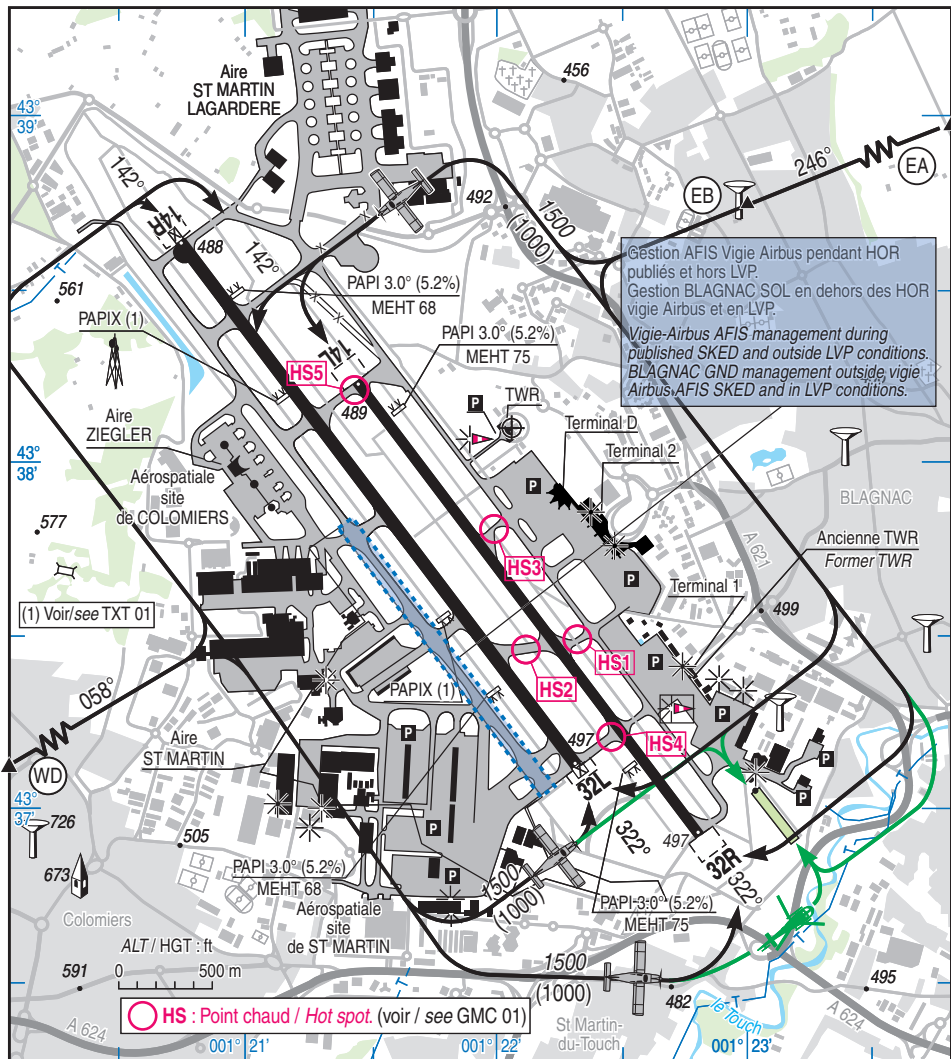 Aire
ST MARTIN
LAGARDERE
456
43°
39'
142°
14R
488
142°
492
1500
(1000)
246°
EA
EB
561
PAPI 3.0° (5.2%)
MEHT 68
PAPIX (1)
PAPI 3.0° (5.2%)
MEHT 75
14L
HS5
489
Gestion AFIS Vigie Airbus pendant HOR
publiés et hors LVP.
Gestion BLAGNAC SOL en dehors des HOR
vigie Airbus et en LVP.
Vigie-Airbus AFIS management during
published SKED and outside LVP conditions.
BLAGNAC GND management outside vigie
Airbus AFIS SKED and in LVP conditions.
P
TWR
Terminal D
Terminal 2
Aire
ZIEGLER
43°
38'
Aérospatiale
site
de COLOMIERS
P
BLAGNAC
577
A 621
HS3
Ancienne TWR
Former TWR
P
Terminal 1
499
(1) Voir/see TXT 01
HS1
HS2
P
058°
PAPIX (1)
WD
Aire
ST MARTIN
P
P
497
HS4
P
32L
43°
37'
P
726
505
P
322°
497
32R
322°
673
PAPI 3.0° (5.2%)
MEHT 68
P
1500
(1000)
PAPI 3.0° (5.2%)
MEHT 75
Colomiers
Aérospatiale
site
de ST MARTIN
ALT / HGT : ft
0 500 m
591
1500
(1000)
482
495
le Touch
HS : Point chaud / Hot spot. (voir / see GMC 01)
A 624
St Martin-
du-Touch
A 624
T
T
T
T
001° 21'
001° 22'
001° 23'